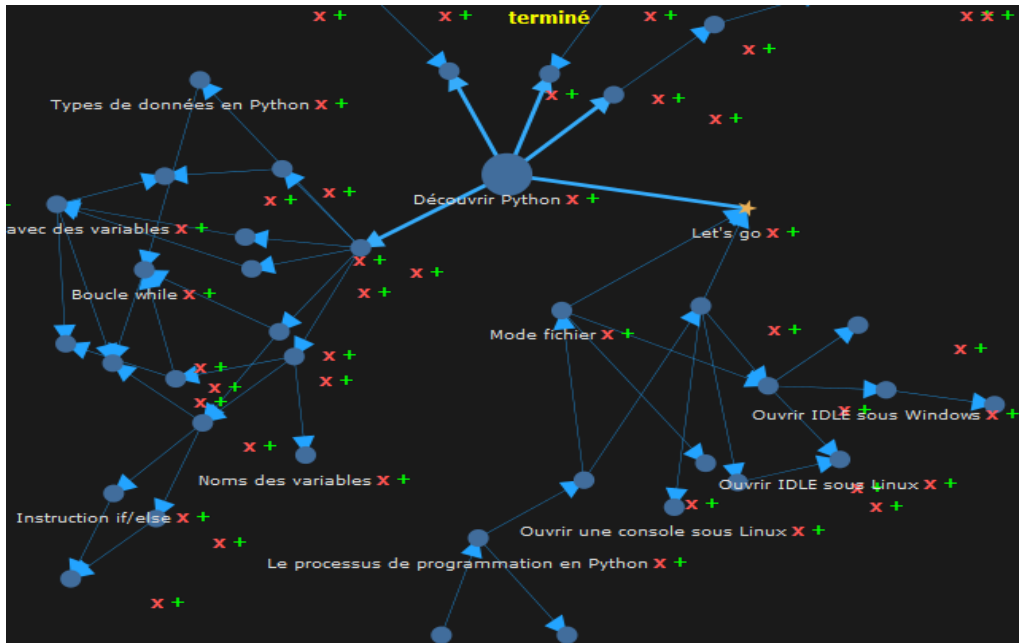 x + x + terminé x + x x +
x +
Types de données en Python x + x + x +
x +
x + x + Découvrir Python x +
avec des variables x + Let's go x +
x + x +
Boucle while x + x +
x + Mode fichier x +
x + x + x +
x + x +
x + x + Ouvrir IDLE sous Windows x +
x +
Noms des variables x + Ouvrir IDLE sous Linux x + x +
Instruction if/else x + x + Ouvrir une console sous Linux x + x +
x +
Le processus de programmation en Python x +
x +